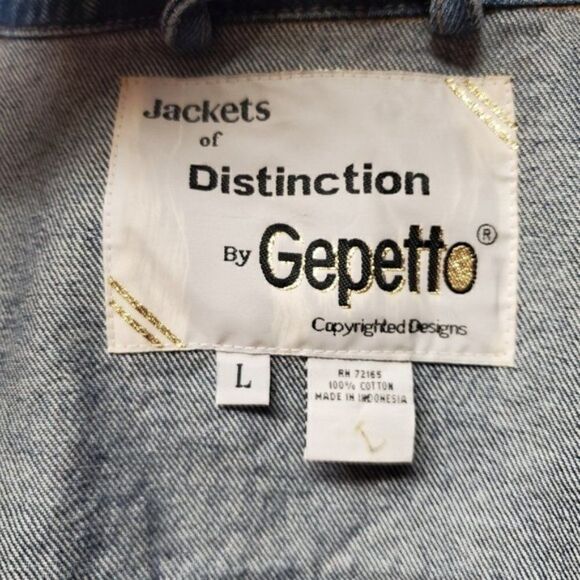 Jackets
of
Distinction
By Gepetto®
Copyrighted Designs
L
RN 72165
100% COTTON
MADE IN INDONESIA
L